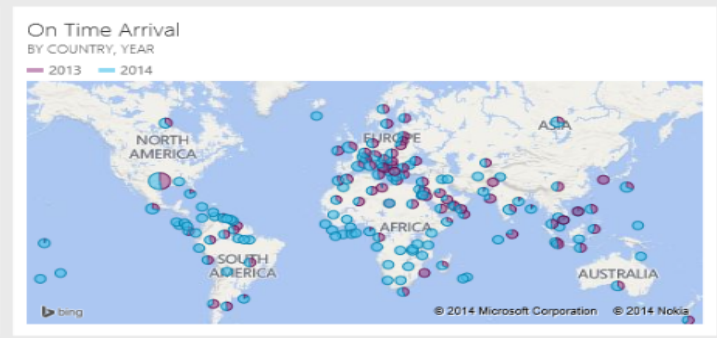 On Time Arrival
BY COUNTRY, YEAR
2013 2014
NORTH
AMERICA
EUROPE
ASIA
AFRICA
SOUTH
AMERICA
AUSTRALIA
bing
© 2014 Microsoft Corporation © 2014 Nokia